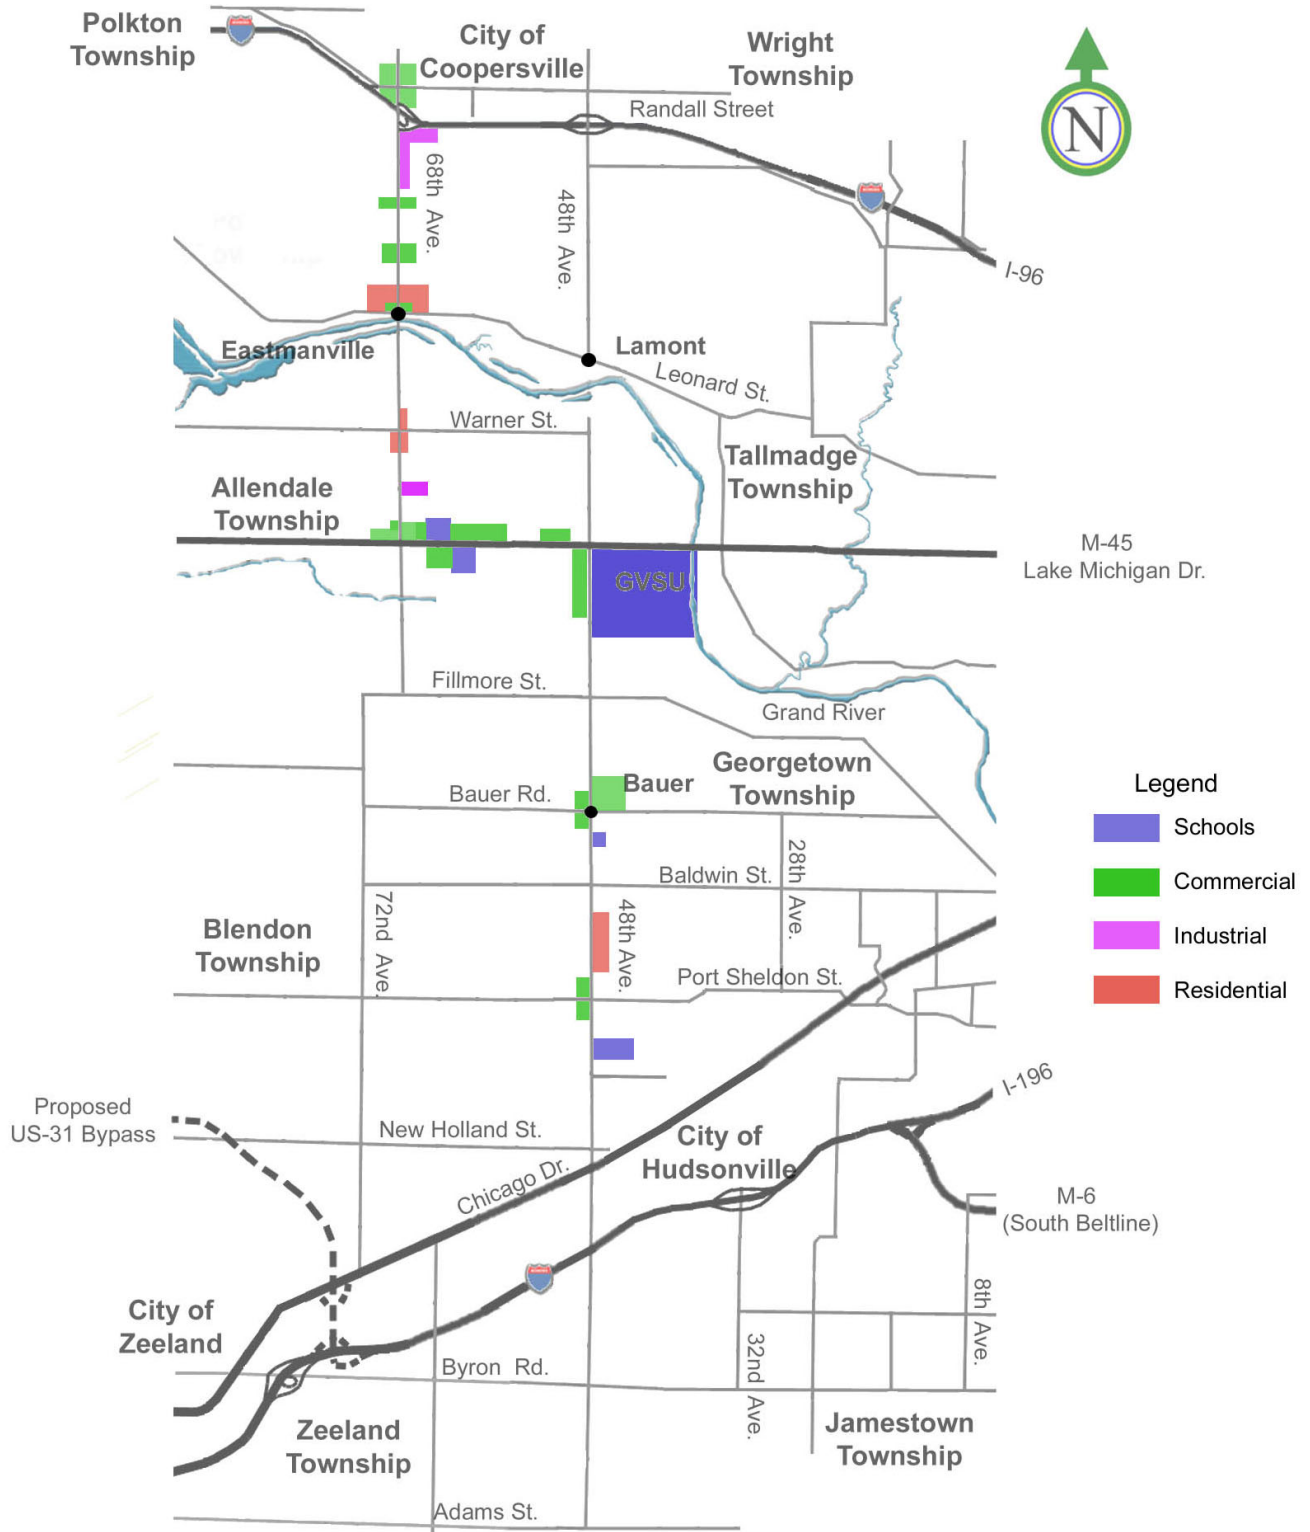 Polkton
Township
City of
Coopersville
Wright
Township
Randall Street
N
68th Ave.
48th Ave.
I-96
Eastmanville
Lamont
Leonard St.
Warner St.
Tallmadge
Township
Allendale
Township
M-45
Lake Michigan Dr.
GVSU
Fillmore St.
Grand River
Georgetown
Township
Bauer
Bauer Rd.
Legend
Schools
Commercial
Industrial
Residential
28th Ave.
Baldwin St.
72nd Ave.
48th Ave.
Blendon
Township
Port Sheldon St.
I-196
Proposed
US-31 Bypass
New Holland St.
City of
Hudsonville
Chicago Dr.
M-6
(South Beltline)
City of
Zeeland
8th Ave.
32nd Ave.
Byron Rd.
Zeeland
Township
Jamestown
Township
Adams St.